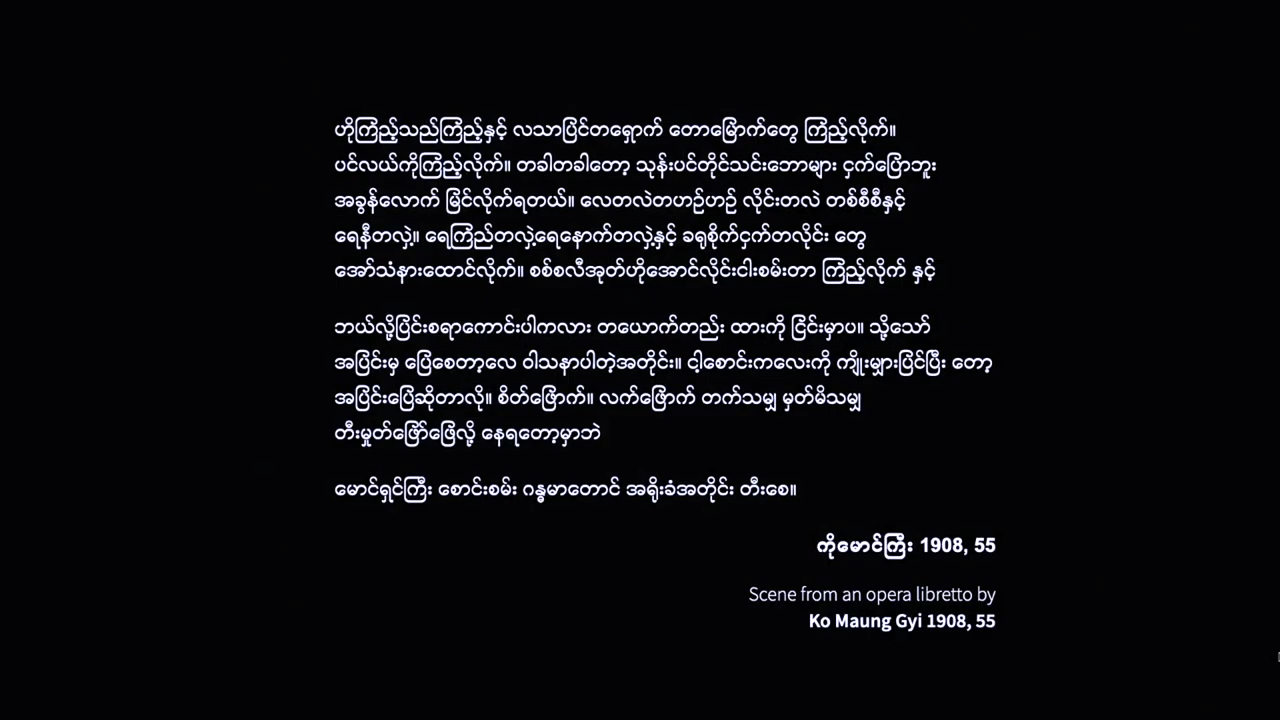 ဟိုကြည့်သည်ကြည့်နှင့် လသာပြင်တရှောက် တောမြောက်တွေ ကြည့်လိုက်။
ပင်လယ်ကိုကြည့်လိုက်။ တခါတခါတော့ သုန်းပင်တိုင်သင်းဘောများ ငှက်ပြောဘူး
အခွန်လောက် မြင်လိုက်ရတယ်။ လေတလဲတဟဉ်ဟဉ် လိုင်းတလဲ တစ်စီစီနှင့်
ရေနီတလှဲ့။ ရေကြည်တလှဲ့ရေနောက်တလှဲ့နှင့် ခရုစိုက်ငှက်တလိုင်း တွေ
အော်သံနားထောင်လိုက်။ စစ်စလီအုတ်ဟိုအောင်လိုင်းငါးစမ်းတာ ကြည့်လိုက် နှင့်
ဘယ်လို့ပြင်းစရာကောင်းပါကလား တယောက်တည်း ထားကို ငြင်းမှာပ။ သို့သော်
အပြင်းမှ ပြေစေတာ့လေ ဝါသနာပါတဲ့အတိုင်း။ ငါ့စောင်းကလေးကို ကျိုးမျှားပြင်ပြီး တော့
အပြင်းပြေဆိုတာလို။ စိတ်ဖြောက်။ လက်ဖြောက် တက်သမျှ မှတ်မိသမျှ
တီးမှုတ်ဖြော်ဖြေလို့ နေရတော့မှာဘဲ
မောင်ရှင်ကြီး စောင်းစမ်း ဂန္ဓမာတောင် အရိုးခံအတိုင်း တီးစေ။
ကိုမောင်ကြီး 1908, 55
Scene from an opera libretto by
Ko Maung Gyi 1908, 55